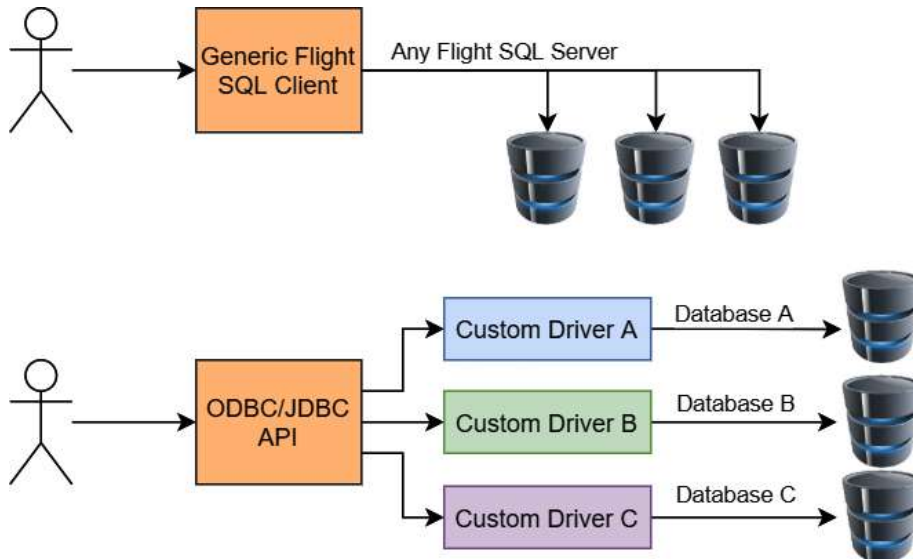 Generic Flight
SQL Client
Any Flight SQL Server
ODBC/JDBC
API
Custom Driver A
Database A
Custom Driver B
Database B
Custom Driver C
Database C